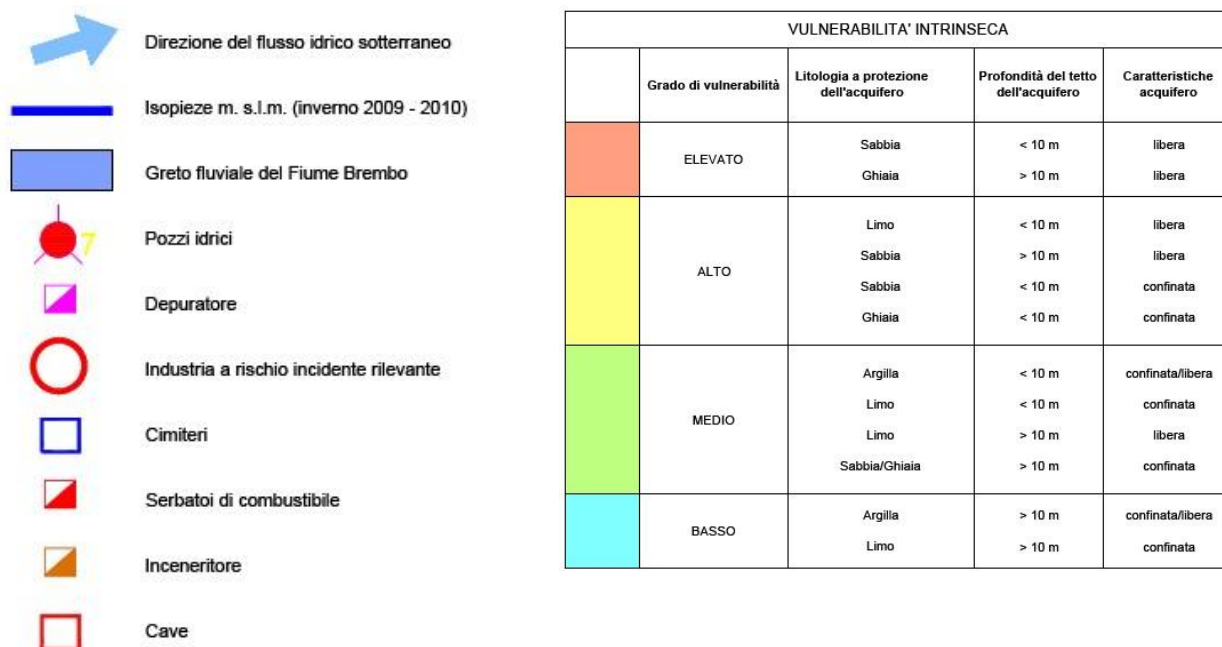 Direzione del flusso idrico sotterraneo
Isopieze m. s.l.m. (inverno 2009 - 2010)
Greto fluviale del Fiume Brembo
7
Pozzi idrici
Depuratore
Industria a rischio incidente rilevante
Cimiteri
Serbatoi di combustibile
Inceneritore
Cave
VULNERABILITA' INTRINSECA
Grado di vulnerabilità Litologia a protezione dell'acquifero Profondità del tetto dell'acquifero Caratteristiche acquifero
ELEVATO
Sabbia < 10 m libera
Ghiaia > 10 m libera
ALTO
Limo < 10 m libera
Sabbia > 10 m libera
Sabbia < 10 m confinata
Ghiaia < 10 m confinata
MEDIO
Argilla < 10 m confinata/libera
Limo < 10 m confinata
Limo > 10 m libera
Sabbia/Ghiaia > 10 m confinata
BASSO
Argilla > 10 m confinata/libera
Limo > 10 m confinata